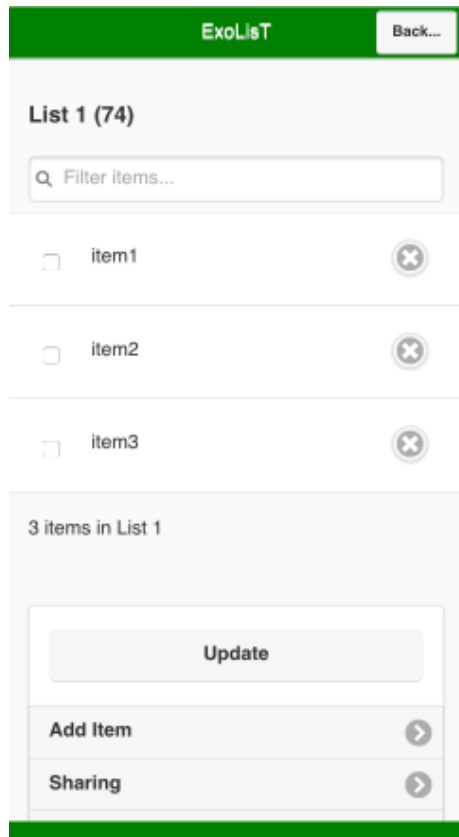 ExoLisT
Back...
List 1 (74)
Filter items...
item1
item2
item3
3 items in List 1
Update
Add Item
Sharing